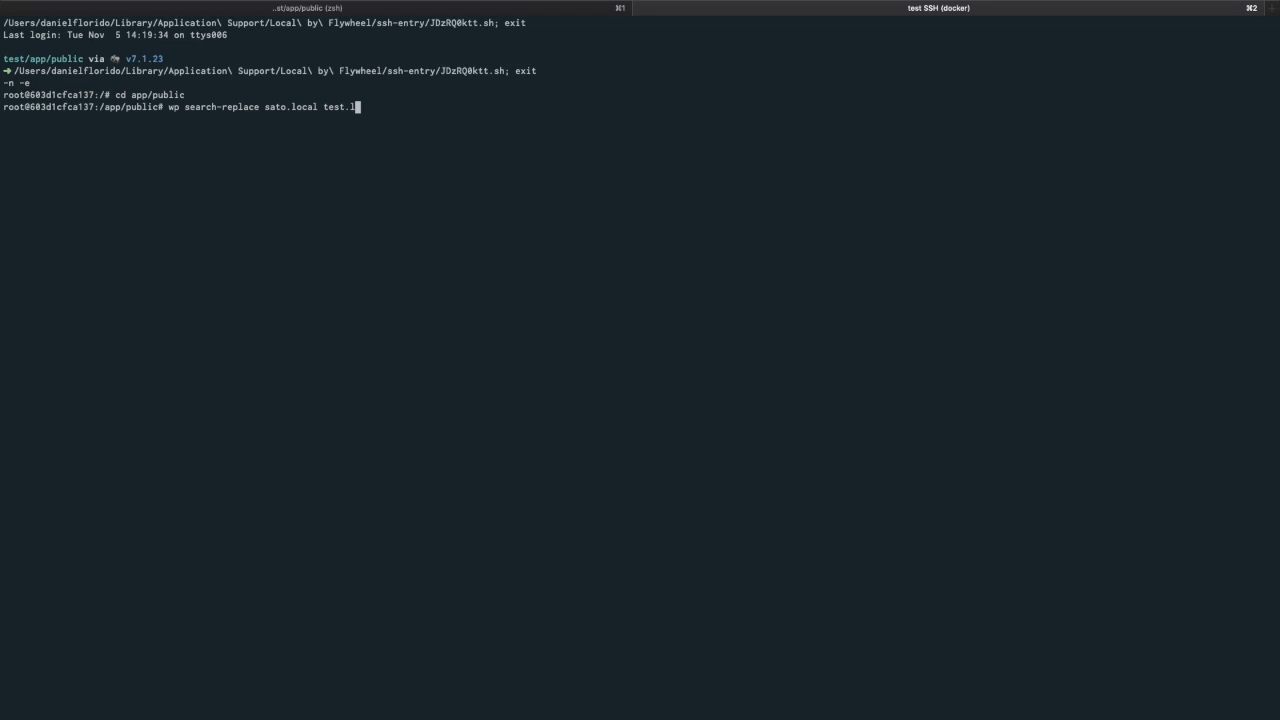 ..st/app/public (zsh) ⌘1 test SSH (docker) ⌘2
/Users/danielflorido/Library/Application\ Support/Local\ by\ Flywheel/ssh-entry/JDzRQ0ktt.sh; exit
Last login: Tue Nov  5 14:19:34 on ttys006
test/app/public via 🐘 v7.1.23
➜ /Users/danielflorido/Library/Application\ Support/Local\ by\ Flywheel/ssh-entry/JDzRQ0ktt.sh; exit
-n -e
root@603d1cfca137:/# cd app/public
root@603d1cfca137:/app/public# wp search-replace sato.local test.l